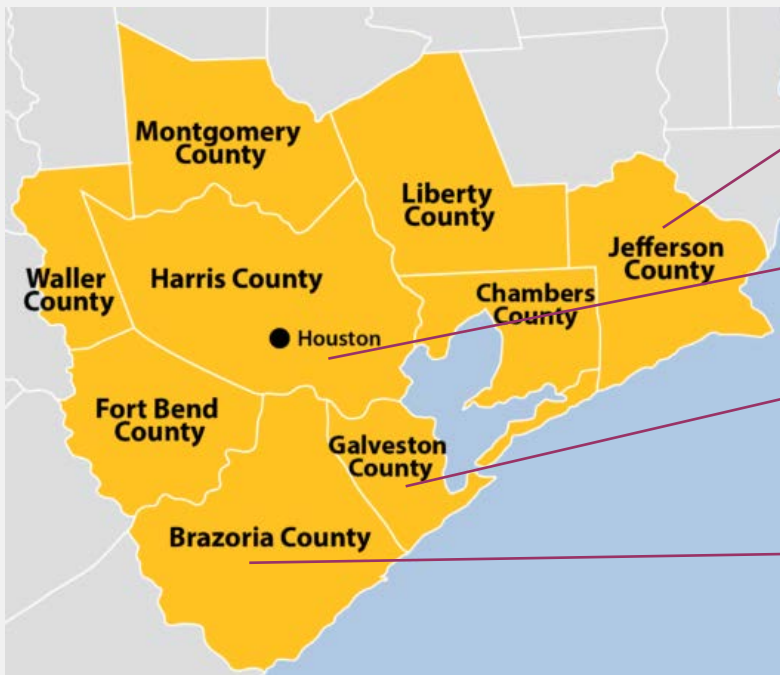 Montgomery
County
Liberty
County
Jefferson
County
Waller
County
Harris County
Chambers
County
Houston
Fort Bend
County
Galveston
County
Brazoria County